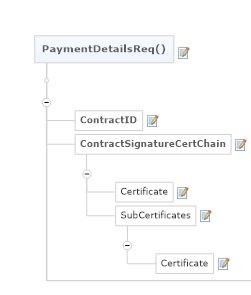 PaymentDetailsReq()
ContractID
ContractSignatureCertChain
Certificate
SubCertificates
Certificate